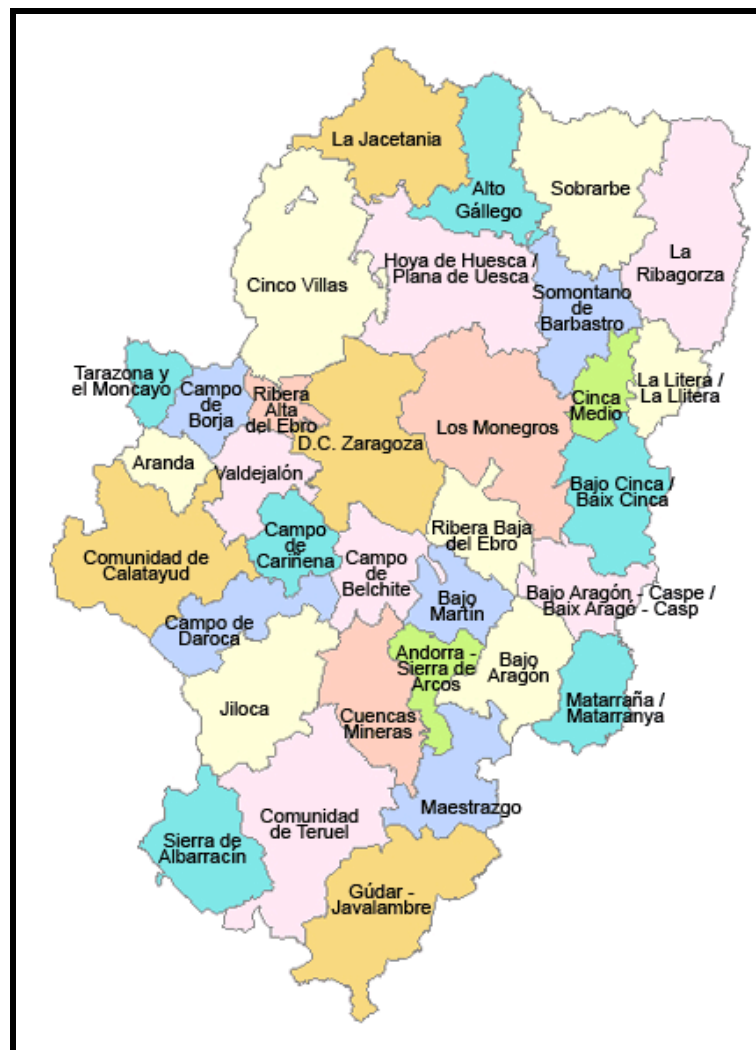 La Jacetania
Alto
Gállego
Sobrarbe
La
Ribagorza
Hoya de Huesca /
Plana de Uesca
Cinco Villas
Somontano
de
Barbastro
Tarazona y
el Moncayo
Campo
de
Borja
Ribera
Alta
del Ebro
D.C. Zaragoza
Los Monegros
Cinca
Medio
La Litera /
La Llitera
Aranda
Valdejalón
Bajo Cinca /
Báix Cinca
Comunidad de
Calatayud
Campo
de
Cariñena
Campo
de
Belchite
Ribera Baja
del Ebro
Bajo Aragón - Caspe /
Baix Aragó - Casp
Campo de
Daroca
Bajo
Martín
Andorra -
Sierra de
Arcos
Bajo
Aragón
Jiloca
Cuencas
Mineras
Matarraña /
Matarranya
Maestrazgo
Comunidad
de Teruel
Sierra de
Albarracín
Gúdar -
Javalambre